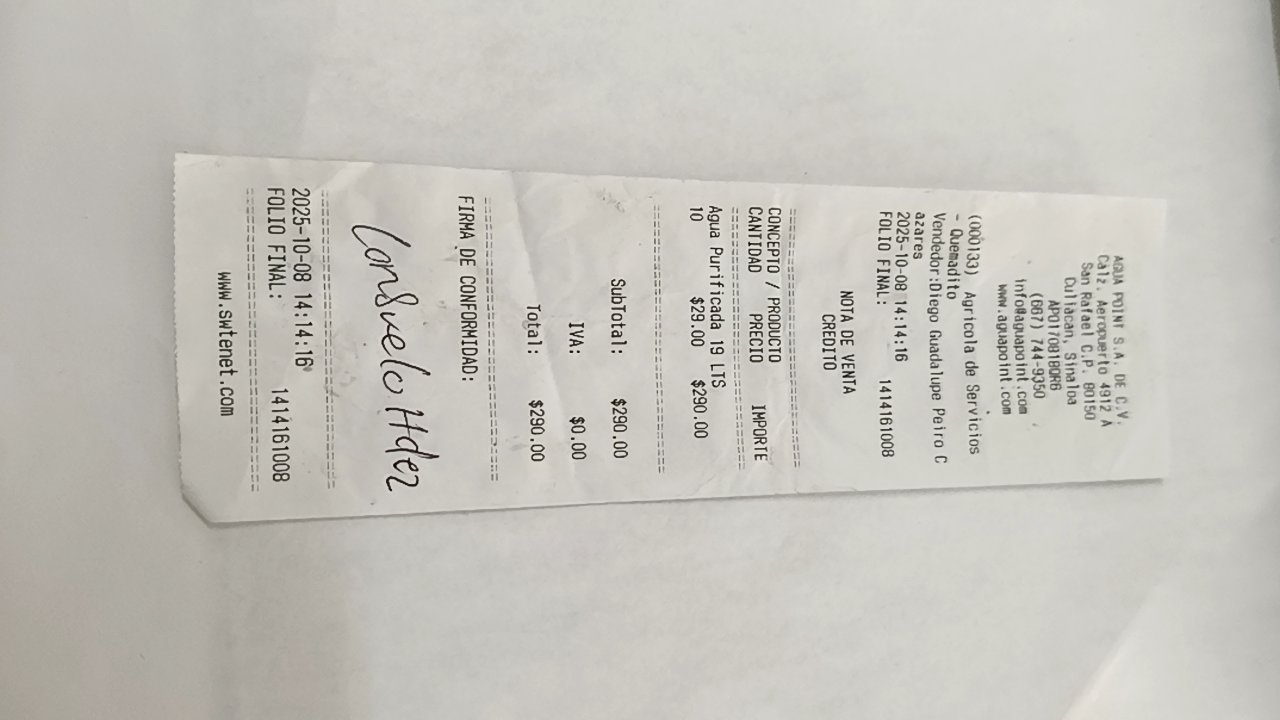 AGUA POINT S.A. DE C.V.
Calz. Aeropuerto 4912 A
San Rafael C.P. 80150
Culiacan, Sinaloa
APO170818QR6
(667) 744-9350
info@aguapoint.com
www.aguapoint.com
(000133) Agricola de Servicios
- Quemadito
Vendedor:Diego Guadalupe Peiro C
azares
2025-10-08 14:14:16
FOLIO FINAL: 1414161008
NOTA DE VENTA
CREDITO
CONCEPTO / PRODUCTO
CANTIDAD PRECIO IMPORTE
Agua Purificada 19 LTS
10 $29.00 $290.00
SubTotal: $290.00
IVA: $0.00
Total: $290.00
FIRMA DE CONFORMIDAD:
Consuelo Hdez
2025-10-08 14:14:16
FOLIO FINAL: 1414161008
www.swtenet.com